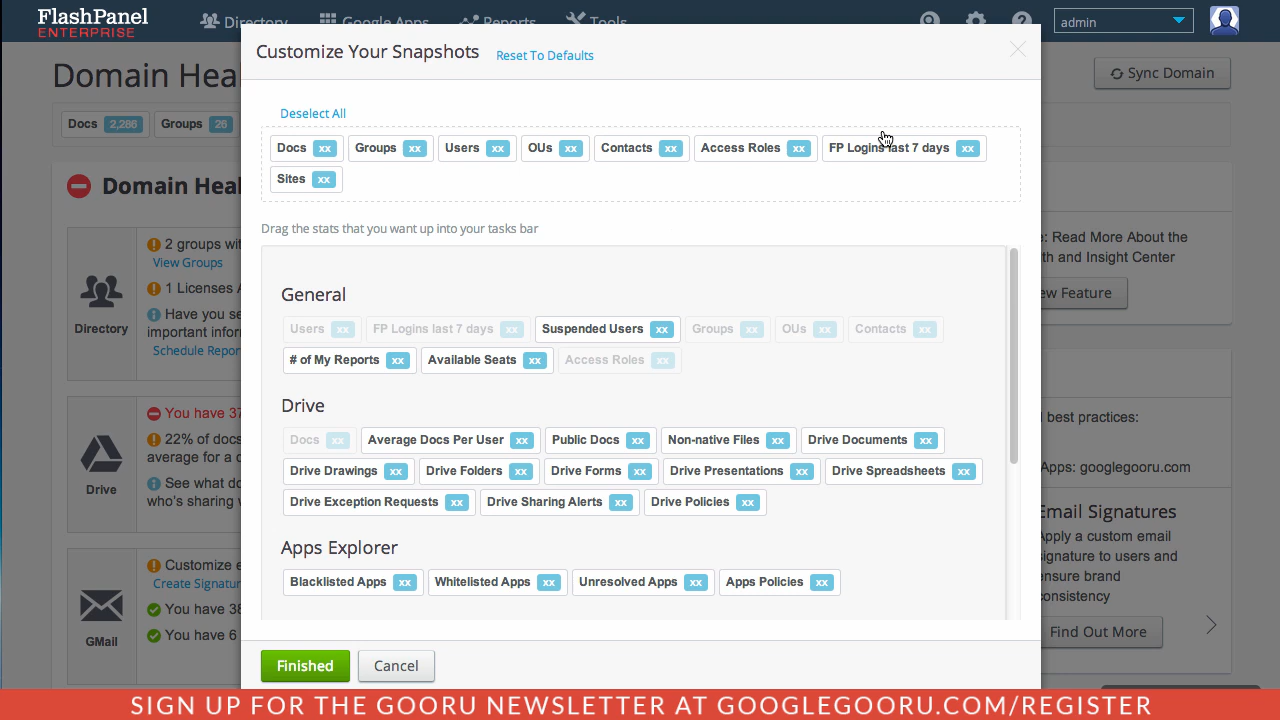 FlashPanel
ENTERPRISE
Directory Google Apps Reports Tools
admin
Domain Heal
Sync Domain
Docs 2,286 Groups 26
Domain Heal
Directory
2 groups wit
View Groups
1 Licenses A
Have you se
important infor
Schedule Repor
Drive
You have 37
22% of docs
average for a d
See what do
who's sharing v
GMail
Customize e
Create Signatur
You have 38
You have 6
Customize Your Snapshots Reset To Defaults
Deselect All
Docs xx Groups xx Users xx OUs xx Contacts xx Access Roles xx FP Logins last 7 days xx
Sites xx
Drag the stats that you want up into your tasks bar
General
Users xx FP Logins last 7 days xx Suspended Users xx Groups xx OUs xx Contacts xx
# of My Reports xx Available Seats xx Access Roles xx
Drive
Docs xx Average Docs Per User xx Public Docs xx Non-native Files xx Drive Documents xx
Drive Drawings xx Drive Folders xx Drive Forms xx Drive Presentations xx Drive Spreadsheets xx
Drive Exception Requests xx Drive Sharing Alerts xx Drive Policies xx
Apps Explorer
Blacklisted Apps xx Whitelisted Apps xx Unresolved Apps xx Apps Policies xx
Finished Cancel
e: Read More About the
th and Insight Center
ew Feature
l best practices:
Apps: googlegooru.com
Email Signatures
Apply a custom email
signature to users and
ensure brand
consistency
Find Out More
SIGN UP FOR THE GOORU NEWSLETTER AT GOOGLEGOORU.COM/REGISTER